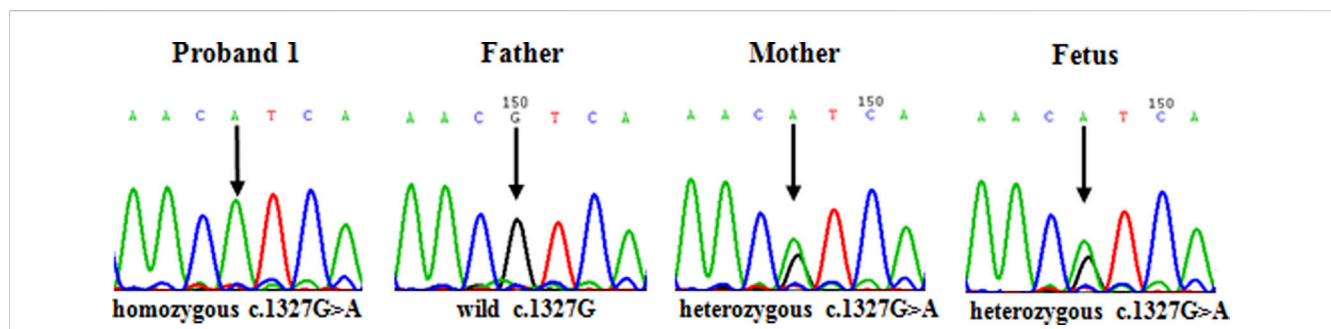 Proband 1
Father
Mother
Fetus
A A C A T C A
150
A A C G T C A
150
A A C A T C A
150
A A C A T C A
homozygous c.1327G>A
wild c.1327G
heterozygous c.1327G>A
heterozygous c.1327G>A